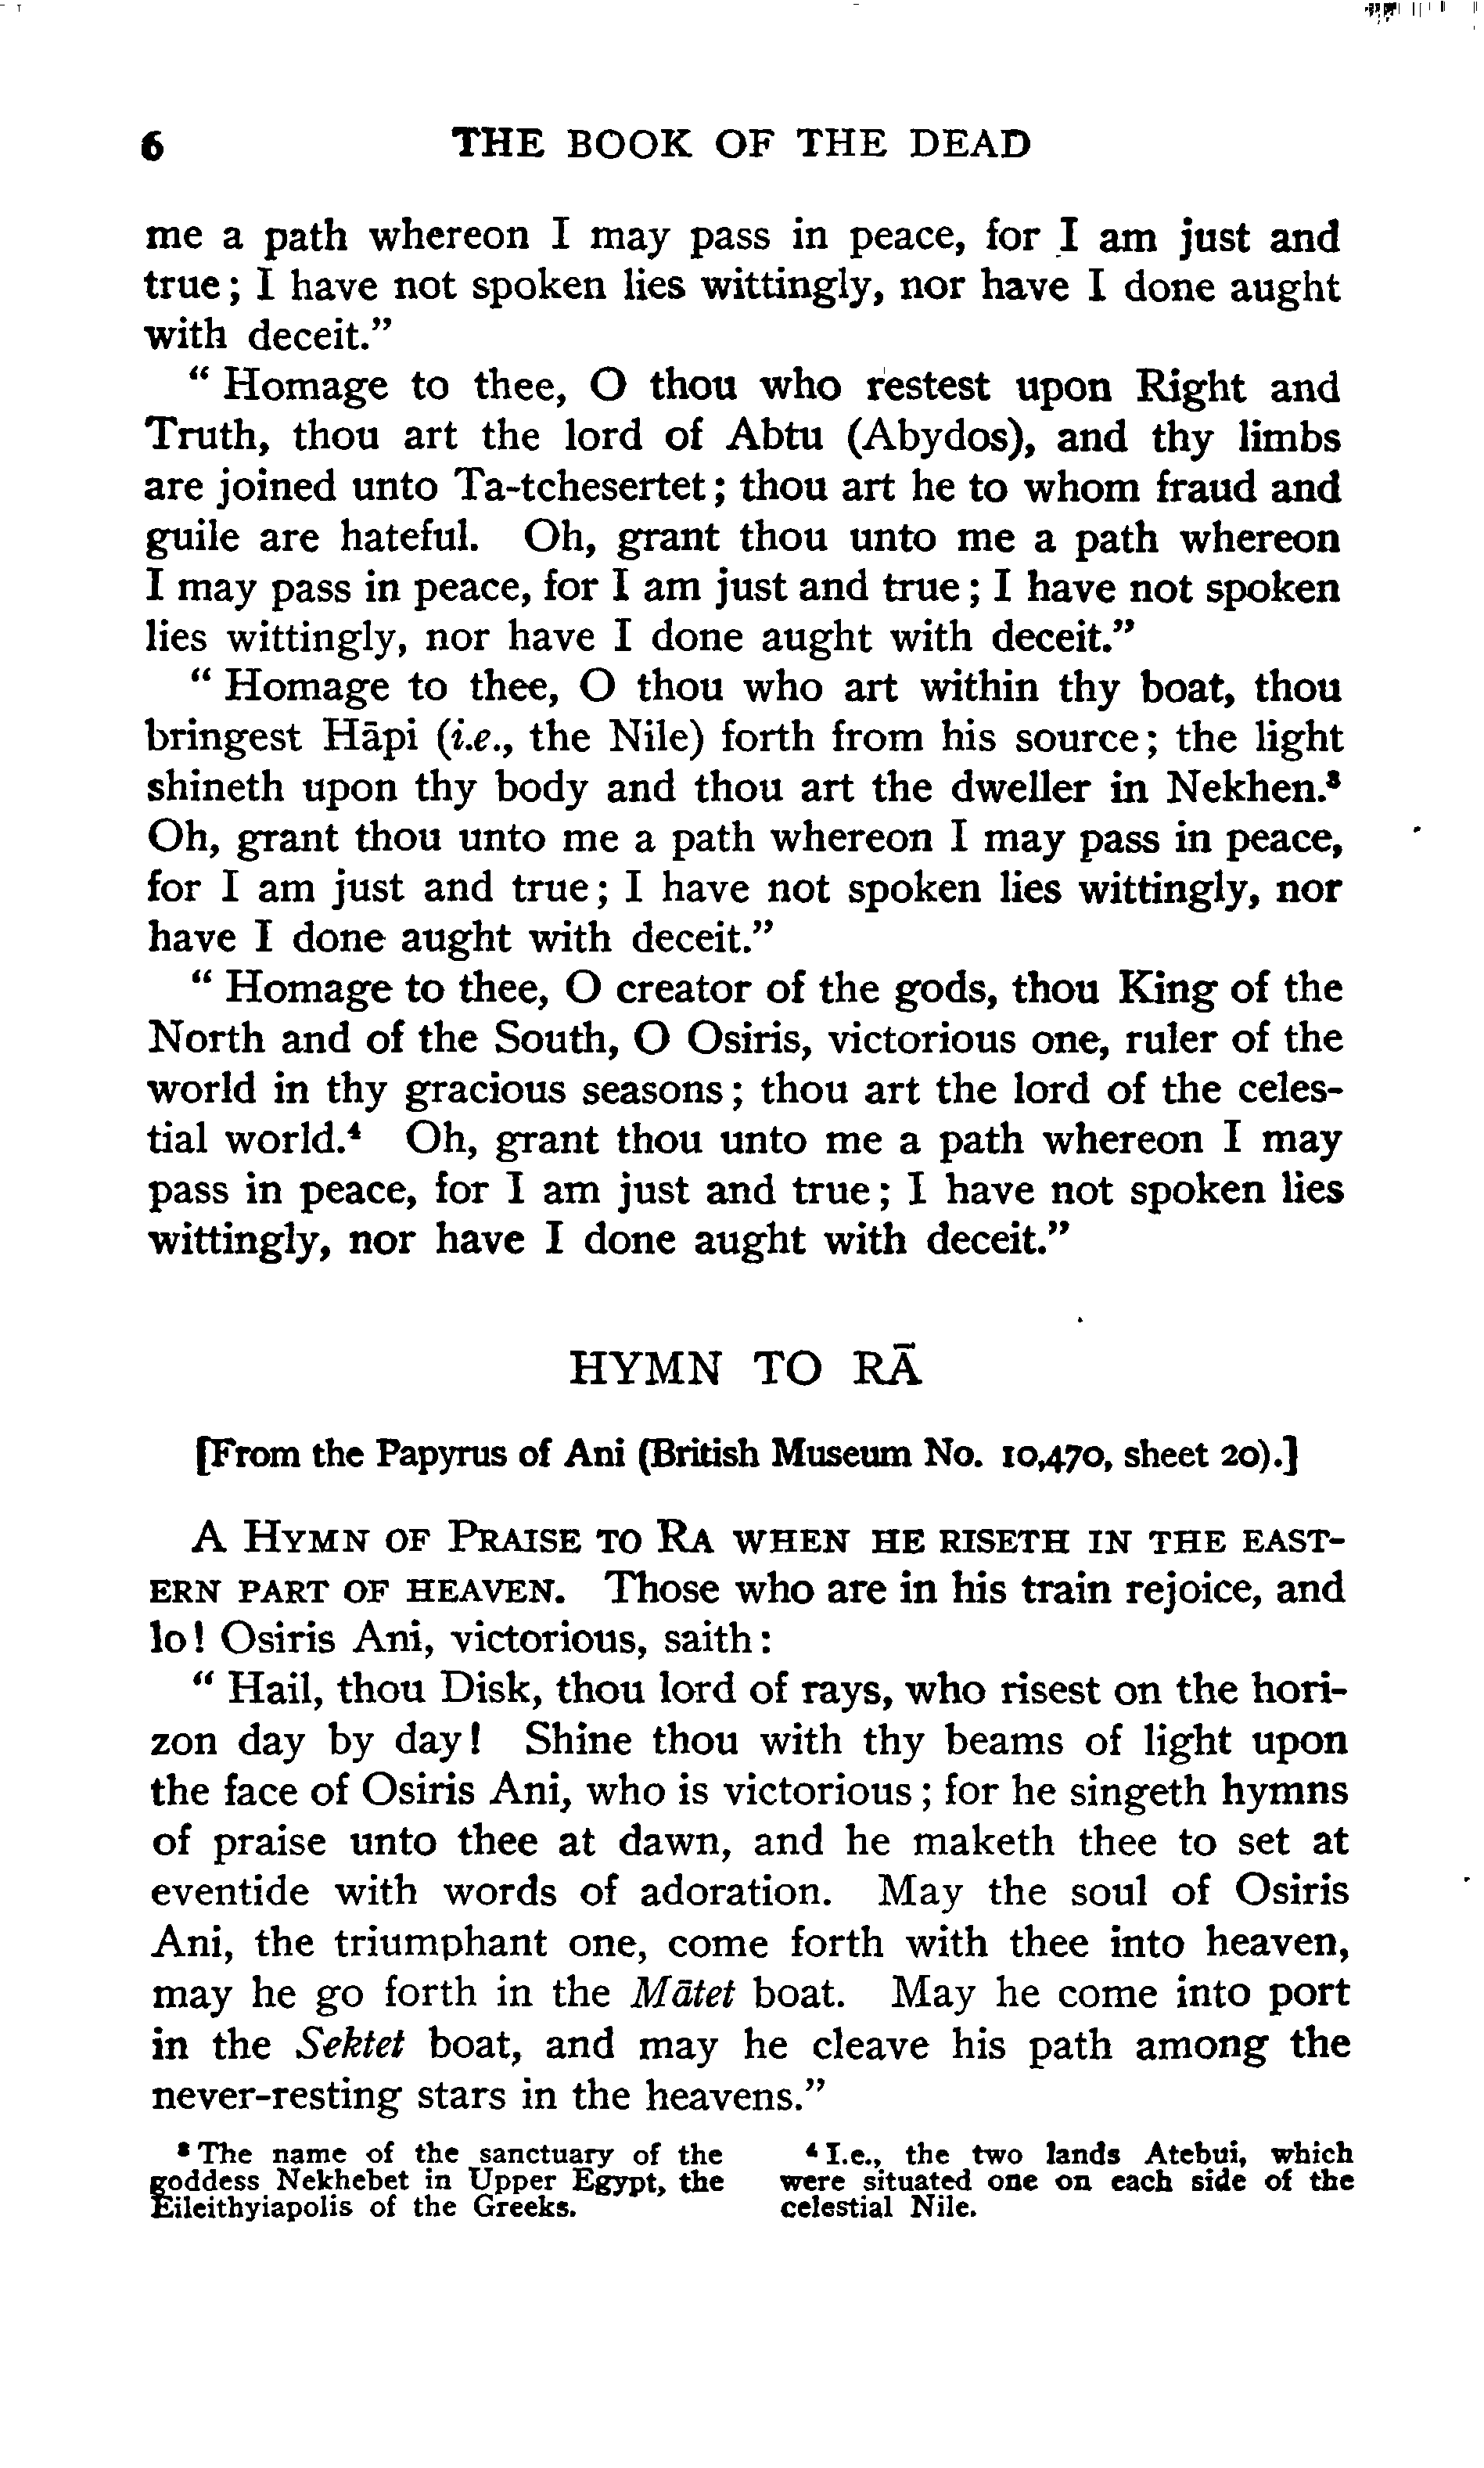 6 THE BOOK OF THE DEAD
me a path whereon I may pass in peace, for I am just and
true; I have not spoken lies wittingly, nor have I done aught
with deceit."
" Homage to thee, O thou who restest upon Right and
Truth, thou art the lord of Abtu (Abydos), and thy limbs
are joined unto Ta-tchesertet; thou art he to whom fraud and
guile are hateful. Oh, grant thou unto me a path whereon
I may pass in peace, for I am just and true; I have not spoken
lies wittingly, nor have I done aught with deceit."
" Homage to thee, O thou who art within thy boat, thou
bringest Hāpi (i.e., the Nile) forth from his source; the light
shineth upon thy body and thou art the dweller in Nekhen.³
Oh, grant thou unto me a path whereon I may pass in peace,
for I am just and true; I have not spoken lies wittingly, nor
have I done aught with deceit."
" Homage to thee, O creator of the gods, thou King of the
North and of the South, O Osiris, victorious one, ruler of the
world in thy gracious seasons; thou art the lord of the celes-
tial world.⁴ Oh, grant thou unto me a path whereon I may
pass in peace, for I am just and true; I have not spoken lies
wittingly, nor have I done aught with deceit."
HYMN TO RĀ
[From the Papyrus of Ani (British Museum No. 10,470, sheet 20).]
A HYMN OF PRAISE TO RA WHEN HE RISETH IN THE EAST-
ERN PART OF HEAVEN. Those who are in his train rejoice, and
lo! Osiris Ani, victorious, saith:
" Hail, thou Disk, thou lord of rays, who risest on the hori-
zon day by day! Shine thou with thy beams of light upon
the face of Osiris Ani, who is victorious; for he singeth hymns
of praise unto thee at dawn, and he maketh thee to set at
eventide with words of adoration. May the soul of Osiris
Ani, the triumphant one, come forth with thee into heaven,
may he go forth in the Mātet boat. May he come into port
in the Sektet boat, and may he cleave his path among the
never-resting stars in the heavens."
³ The name of the sanctuary of the
goddess Nekhebet in Upper Egypt, the
Eileithyiapolis of the Greeks.
⁴ I.e., the two lands Atebui, which
were situated one on each side of the
celestial Nile.